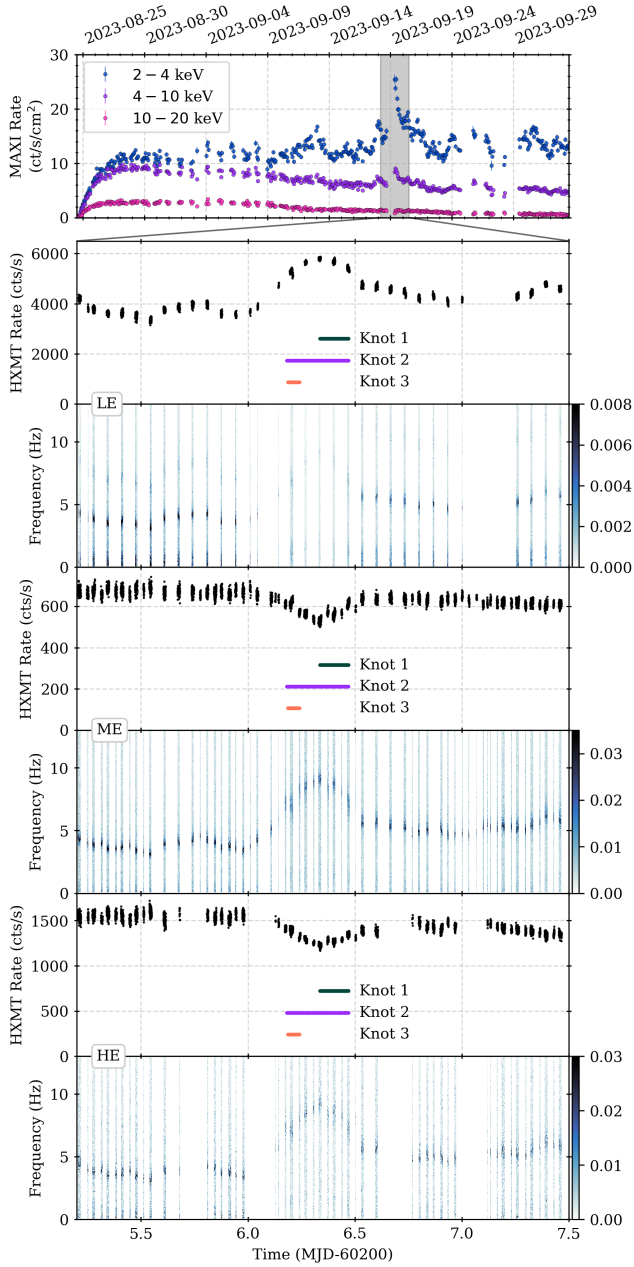 2023-08-25 2023-08-30 2023-09-04 2023-09-09 2023-09-14 2023-09-19 2023-09-24 2023-09-29
30
20
10
0
MAXI Rate
(ct/s/cm²)
2 − 4 keV
4 − 10 keV
10 − 20 keV
6000
4000
2000
0
HXMT Rate (cts/s)
Knot 1
Knot 2
Knot 3
LE
10
5
0
Frequency (Hz)
0.008
0.006
0.004
0.002
0.000
600
400
200
0
HXMT Rate (cts/s)
Knot 1
Knot 2
Knot 3
ME
10
5
0
Frequency (Hz)
0.03
0.02
0.01
0.00
1500
1000
500
0
HXMT Rate (cts/s)
Knot 1
Knot 2
Knot 3
HE
10
5
0
Frequency (Hz)
0.03
0.02
0.01
0.00
5.5 6.0 6.5 7.0 7.5
Time (MJD-60200)